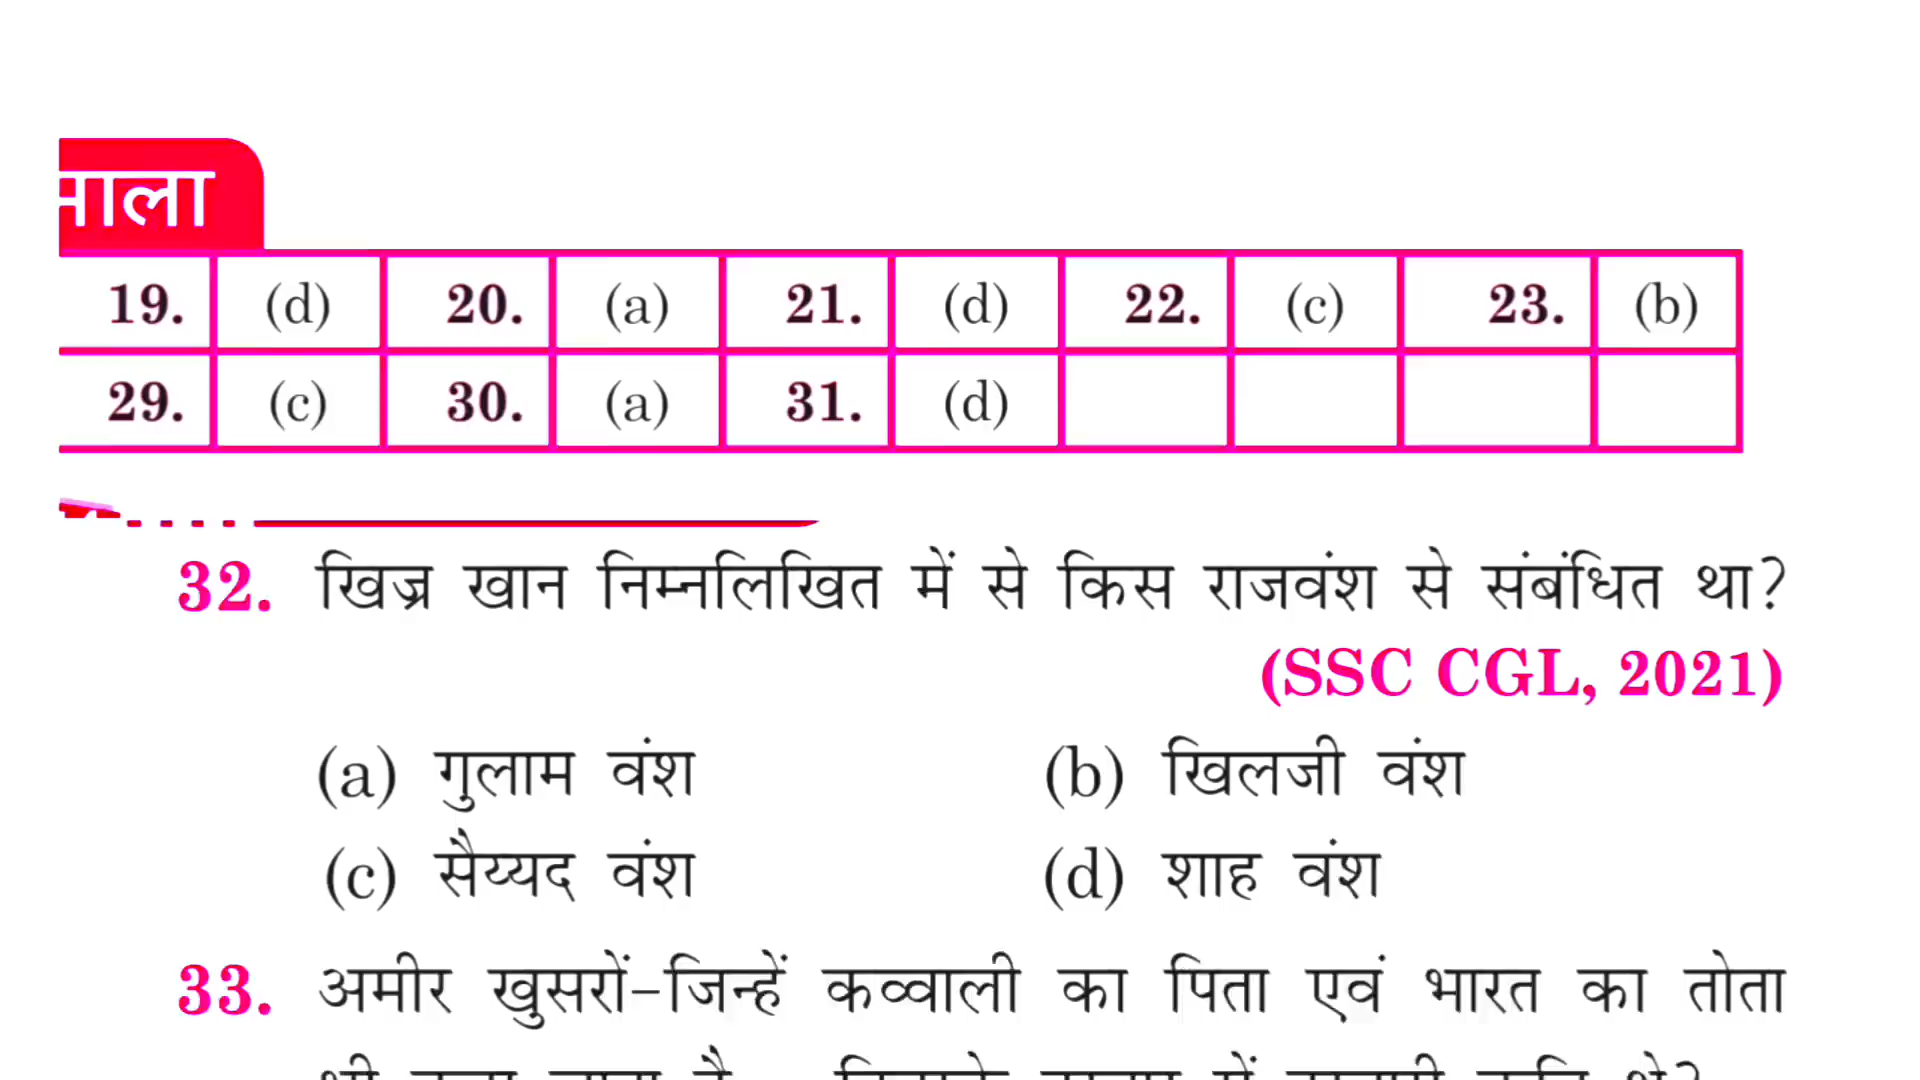 माला
19. (d) 20. (a) 21. (d) 22. (c) 23. (b)
29. (c) 30. (a) 31. (d)
32. खिज्र खान निम्नलिखित में से किस राजवंश से संबंधित था?
(SSC CGL, 2021)
(a) गुलाम वंश (b) खिलजी वंश
(c) सैय्यद वंश (d) शाह वंश
33. अमीर खुसरों-जिन्हें कव्वाली का पिता एवं भारत का तोता